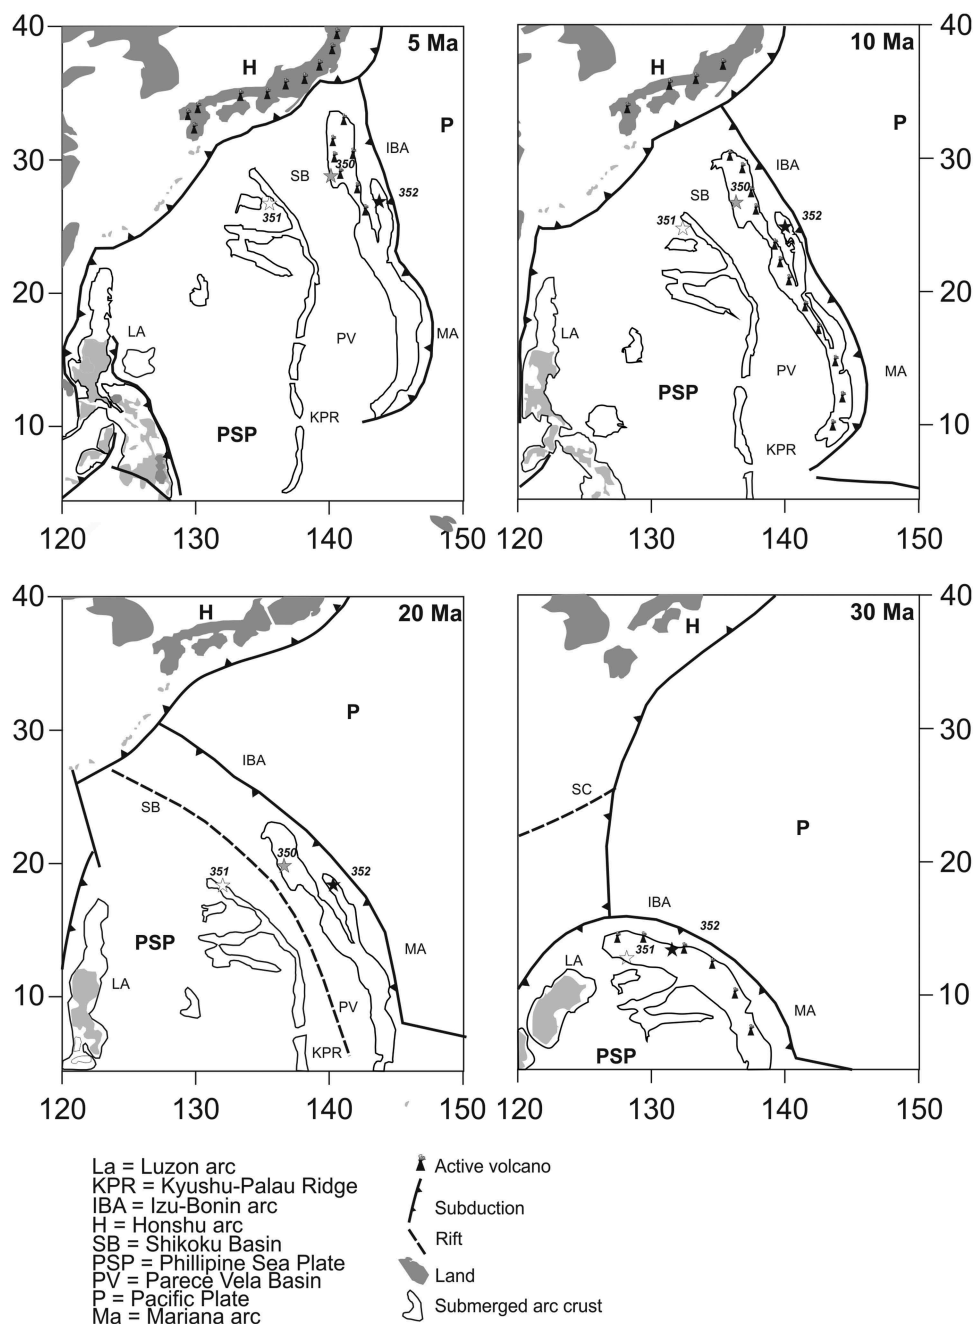 40
30
20
10
5 Ma
H
P
IBA
SB
350
352
351
LA
PV
MA
PSP
KPR
120
130
140
150
10 Ma
40
30
20
10
H
P
IBA
SB
350
352
351
LA
PV
MA
PSP
KPR
120
130
140
150
40
30
20
10
20 Ma
H
P
IBA
SB
350
352
351
PSP
MA
LA
PV
KPR
120
130
140
150
30 Ma
40
30
20
10
H
SC
P
IBA
352
351
LA
MA
PSP
120
130
140
150
La = Luzon arc
KPR = Kyushu-Palau Ridge
IBA = Izu-Bonin arc
H = Honshu arc
SB = Shikoku Basin
PSP = Phillipine Sea Plate
PV = Parece Vela Basin
P = Pacific Plate
Ma = Mariana arc
Active volcano
Subduction
Rift
Land
Submerged arc crust